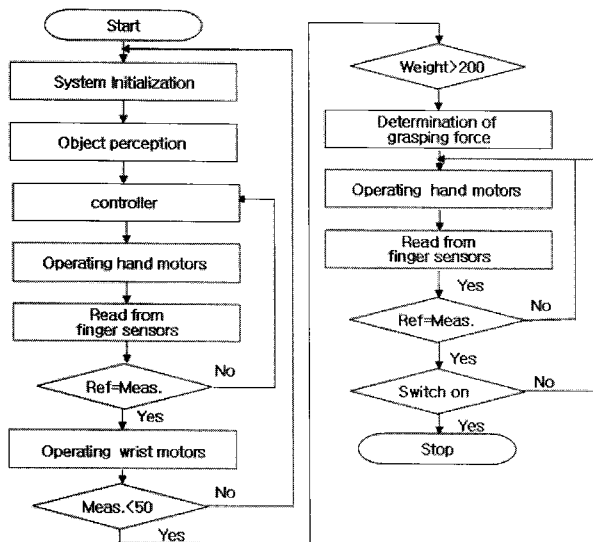 Start
System Initialization
Object perception
controller
Operating hand motors
Read from
finger sensors
Ref=Meas.
No
Yes
Operating wrist motors
Meas.<50
No
Yes
Weight>200
Determination of
grasping force
Operating hand motors
Read from
finger sensors
Yes
Ref=Meas.
No
Yes
Switch on
No
Yes
Stop